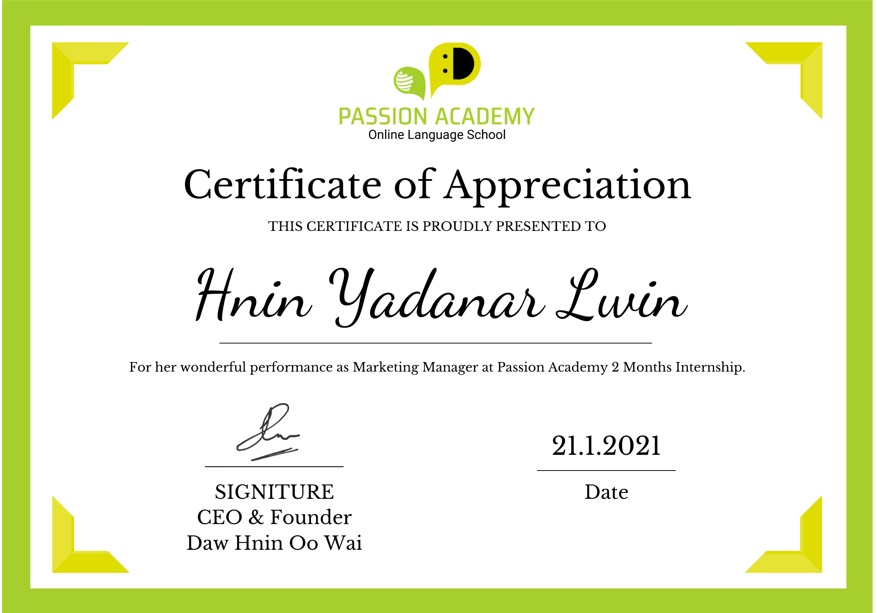 PASSION ACADEMY
Online Language School
Certificate of Appreciation
THIS CERTIFICATE IS PROUDLY PRESENTED TO
Hnin Yadanar Lwin
For her wonderful performance as Marketing Manager at Passion Academy 2 Months Internship.
21.1.2021
SIGNITURE
Date
CEO & Founder
Daw Hnin Oo Wai